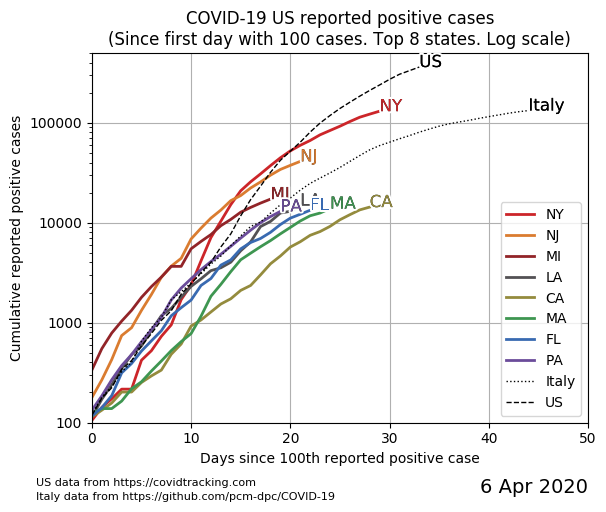 COVID-19 US reported positive cases
(Since first day with 100 cases. Top 8 states. Log scale)
Cumulative reported positive cases
100000
10000
1000
100
US
NY
Italy
NJ
MI
PA
LA
FL
MA
CA
NY
NJ
MI
LA
CA
MA
FL
PA
Italy
US
0
10
20
30
40
50
Days since 100th reported positive case
US data from https://covidtracking.com
Italy data from https://github.com/pcm-dpc/COVID-19
6 Apr 2020